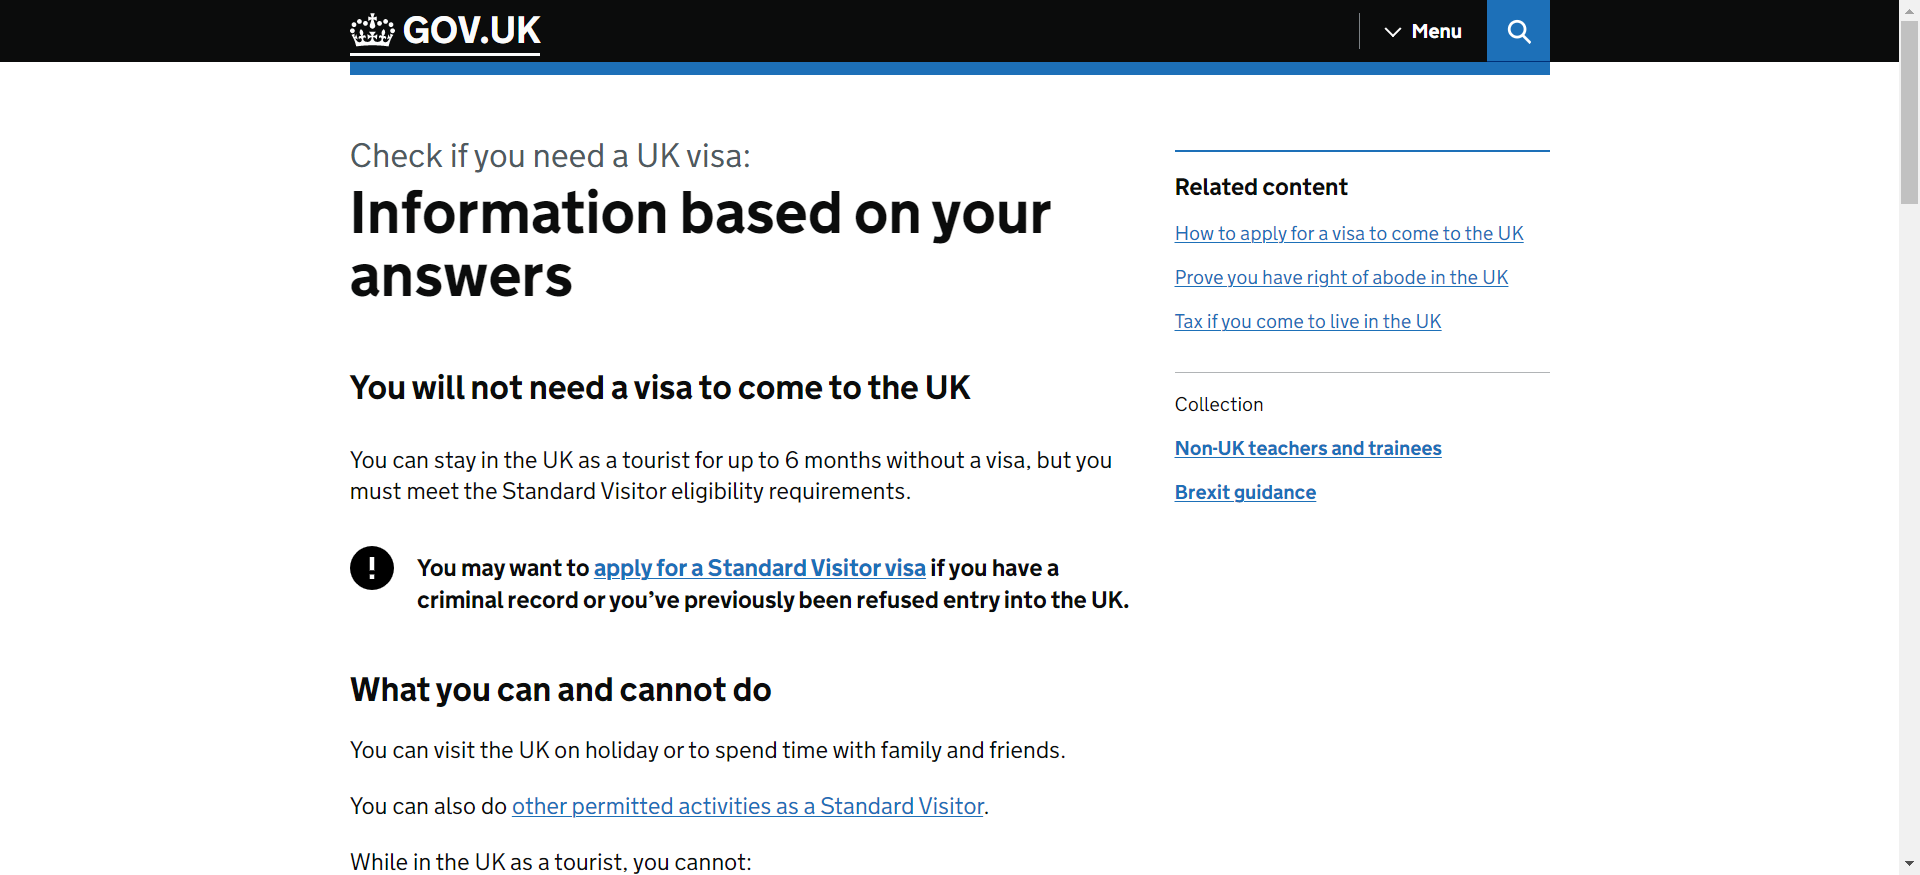 GOV.UK
Menu
Check if you need a UK visa:
Information based on your
answers
You will not need a visa to come to the UK
You can stay in the UK as a tourist for up to 6 months without a visa, but you
must meet the Standard Visitor eligibility requirements.
! You may want to apply for a Standard Visitor visa if you have a
criminal record or you’ve previously been refused entry into the UK.
What you can and cannot do
You can visit the UK on holiday or to spend time with family and friends.
You can also do other permitted activities as a Standard Visitor.
While in the UK as a tourist, you cannot:
Related content
How to apply for a visa to come to the UK
Prove you have right of abode in the UK
Tax if you come to live in the UK
Collection
Non-UK teachers and trainees
Brexit guidance